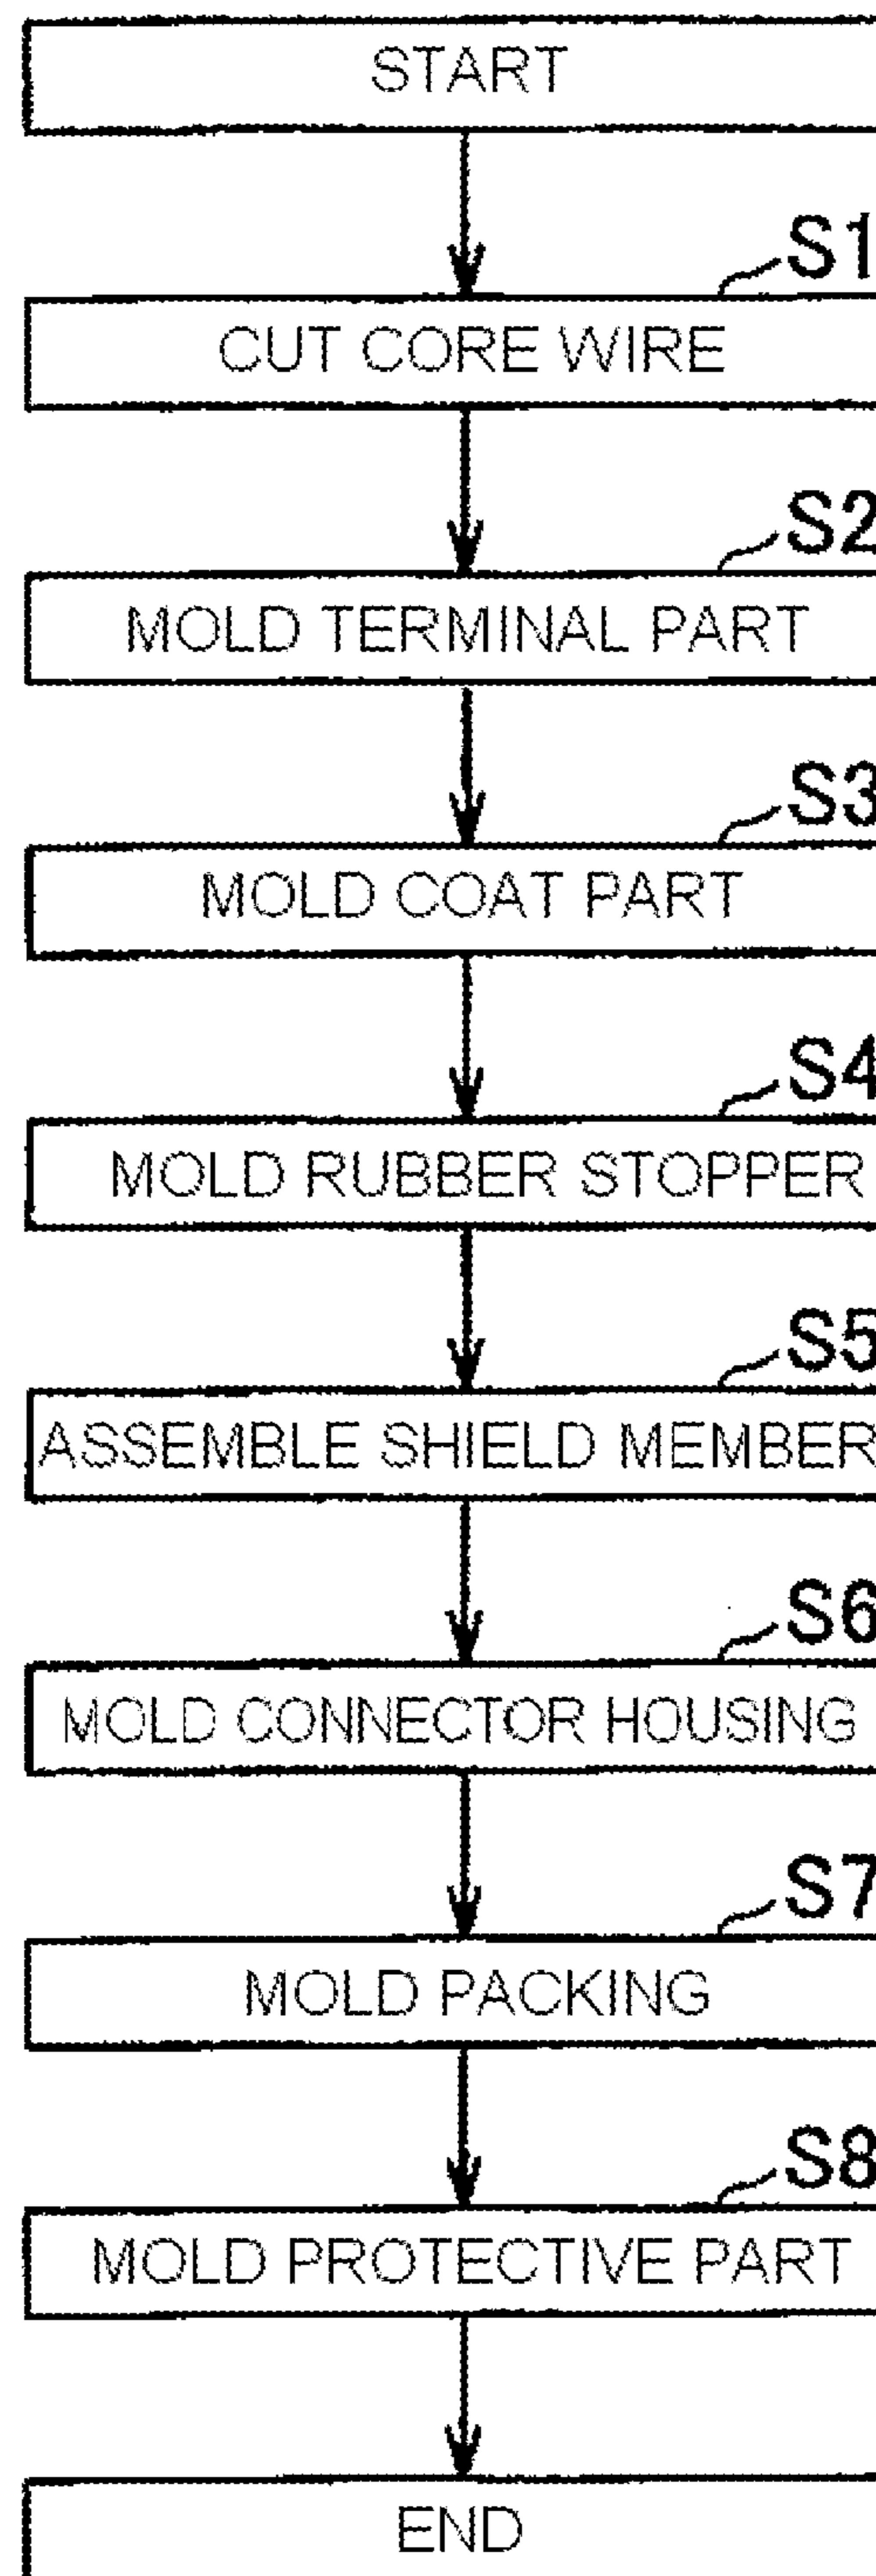 START
S1
CUT CORE WIRE
S2
MOLD TERMINAL PART
S3
MOLD COAT PART
S4
MOLD RUBBER STOPPER
S5
ASSEMBLE SHIELD MEMBER
S6
MOLD CONNECTOR HOUSING
S7
MOLD PACKING
S8
MOLD PROTECTIVE PART
END